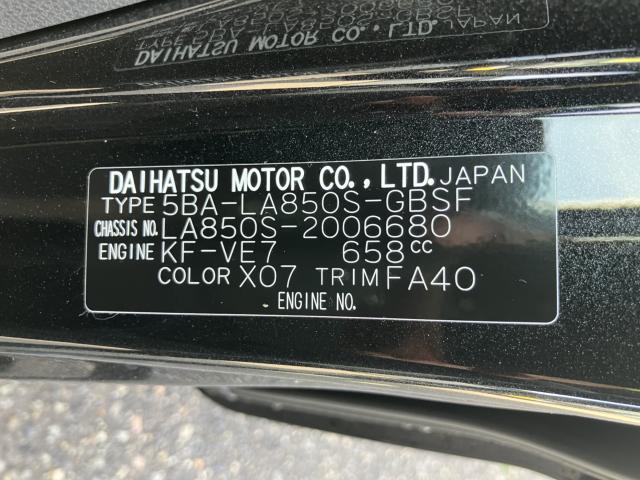 DAIHATSU MOTOR CO., LTD. JAPAN
TYPE 5BA-LA850S-GBSF
CHASSIS NO. LA850S-2006680
ENGINE KF-VE7 658cc
COLOR X07 TRIM FA40
ENGINE NO.